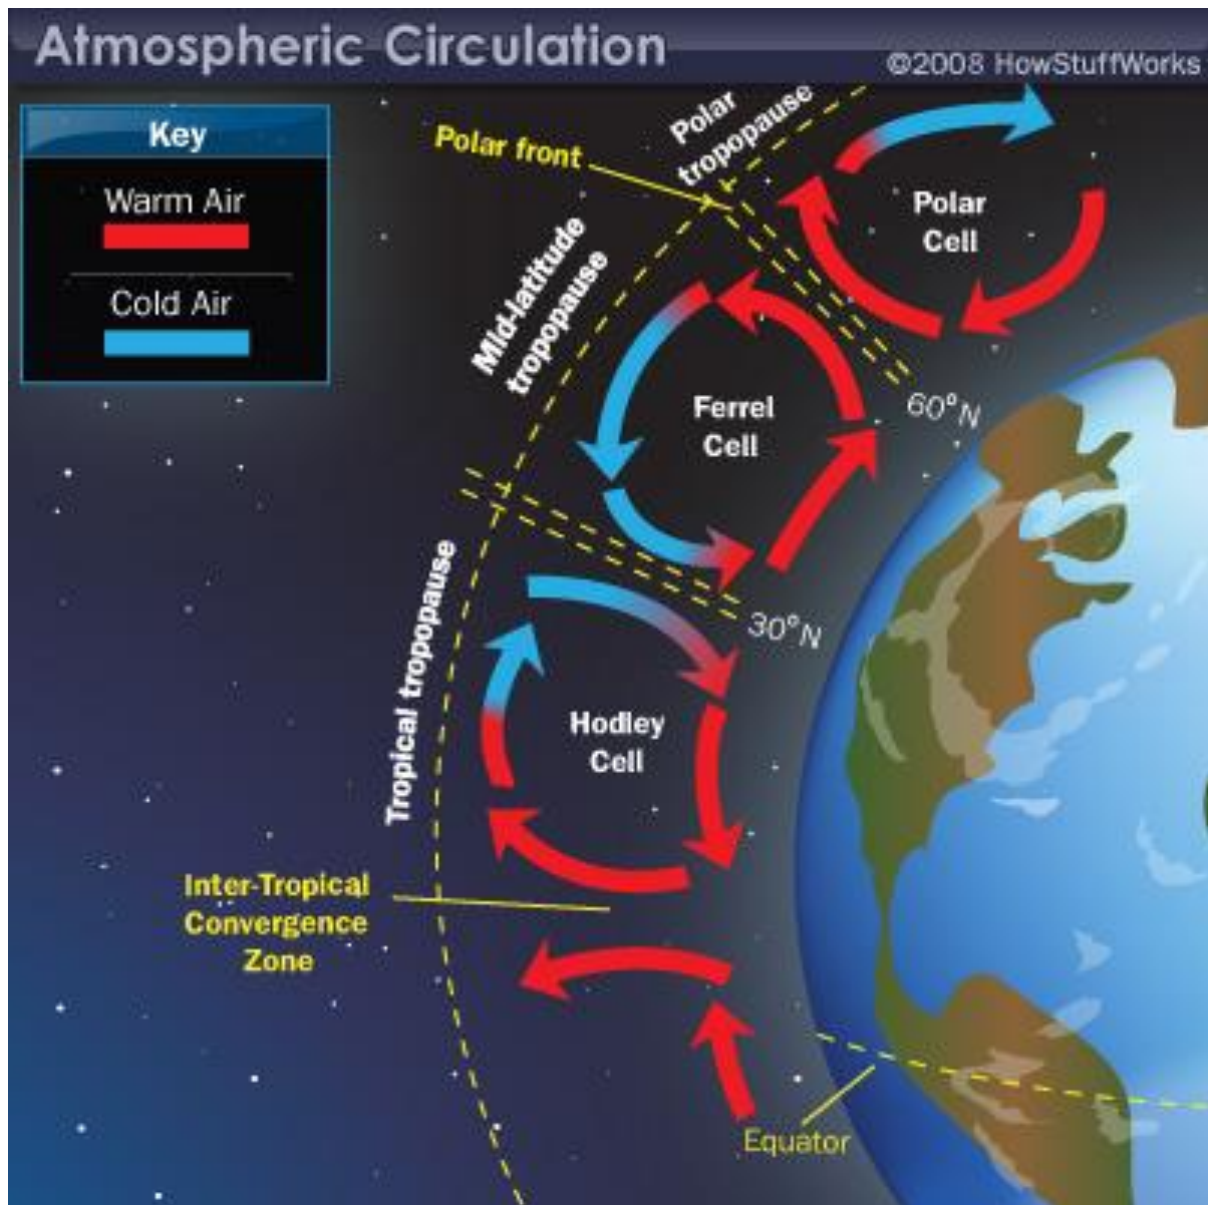 Atmospheric Circulation
©2008 HowStuffWorks
Key
Warm Air
Cold Air
Polar front
Polar
tropopause
Polar
Cell
Mid-latitude
tropopause
Ferrel
Cell
60°N
30°N
Tropical tropopause
Hodley
Cell
Inter-Tropical
Convergence
Zone
Equator